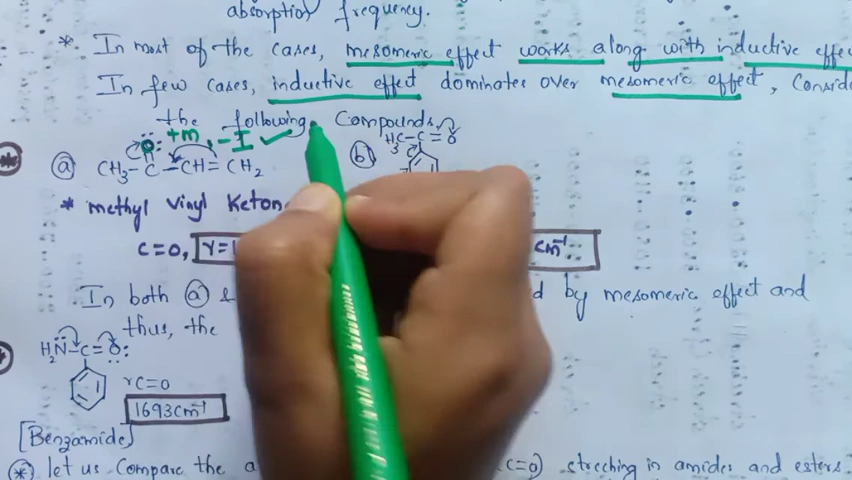 absorption frequency.
* In most of the cases, mesomeric effect works along with inductive effe
In few cases, inductive effect dominates over mesomeric effect, Consid
the following Compounds.
+m, -I ✓
ⓐ CH₃-C-CH=CH₂ ⓑ H₃C-C=O
* methyl vinyl Keton
C=O, cm⁻¹
In both ⓐ & d by mesomeric effect and
thus, the
H₂N-C=O:
νC=O
1693cm⁻¹
[Benzamide]
* let us Compare the a C=O) streching in amides and esters.